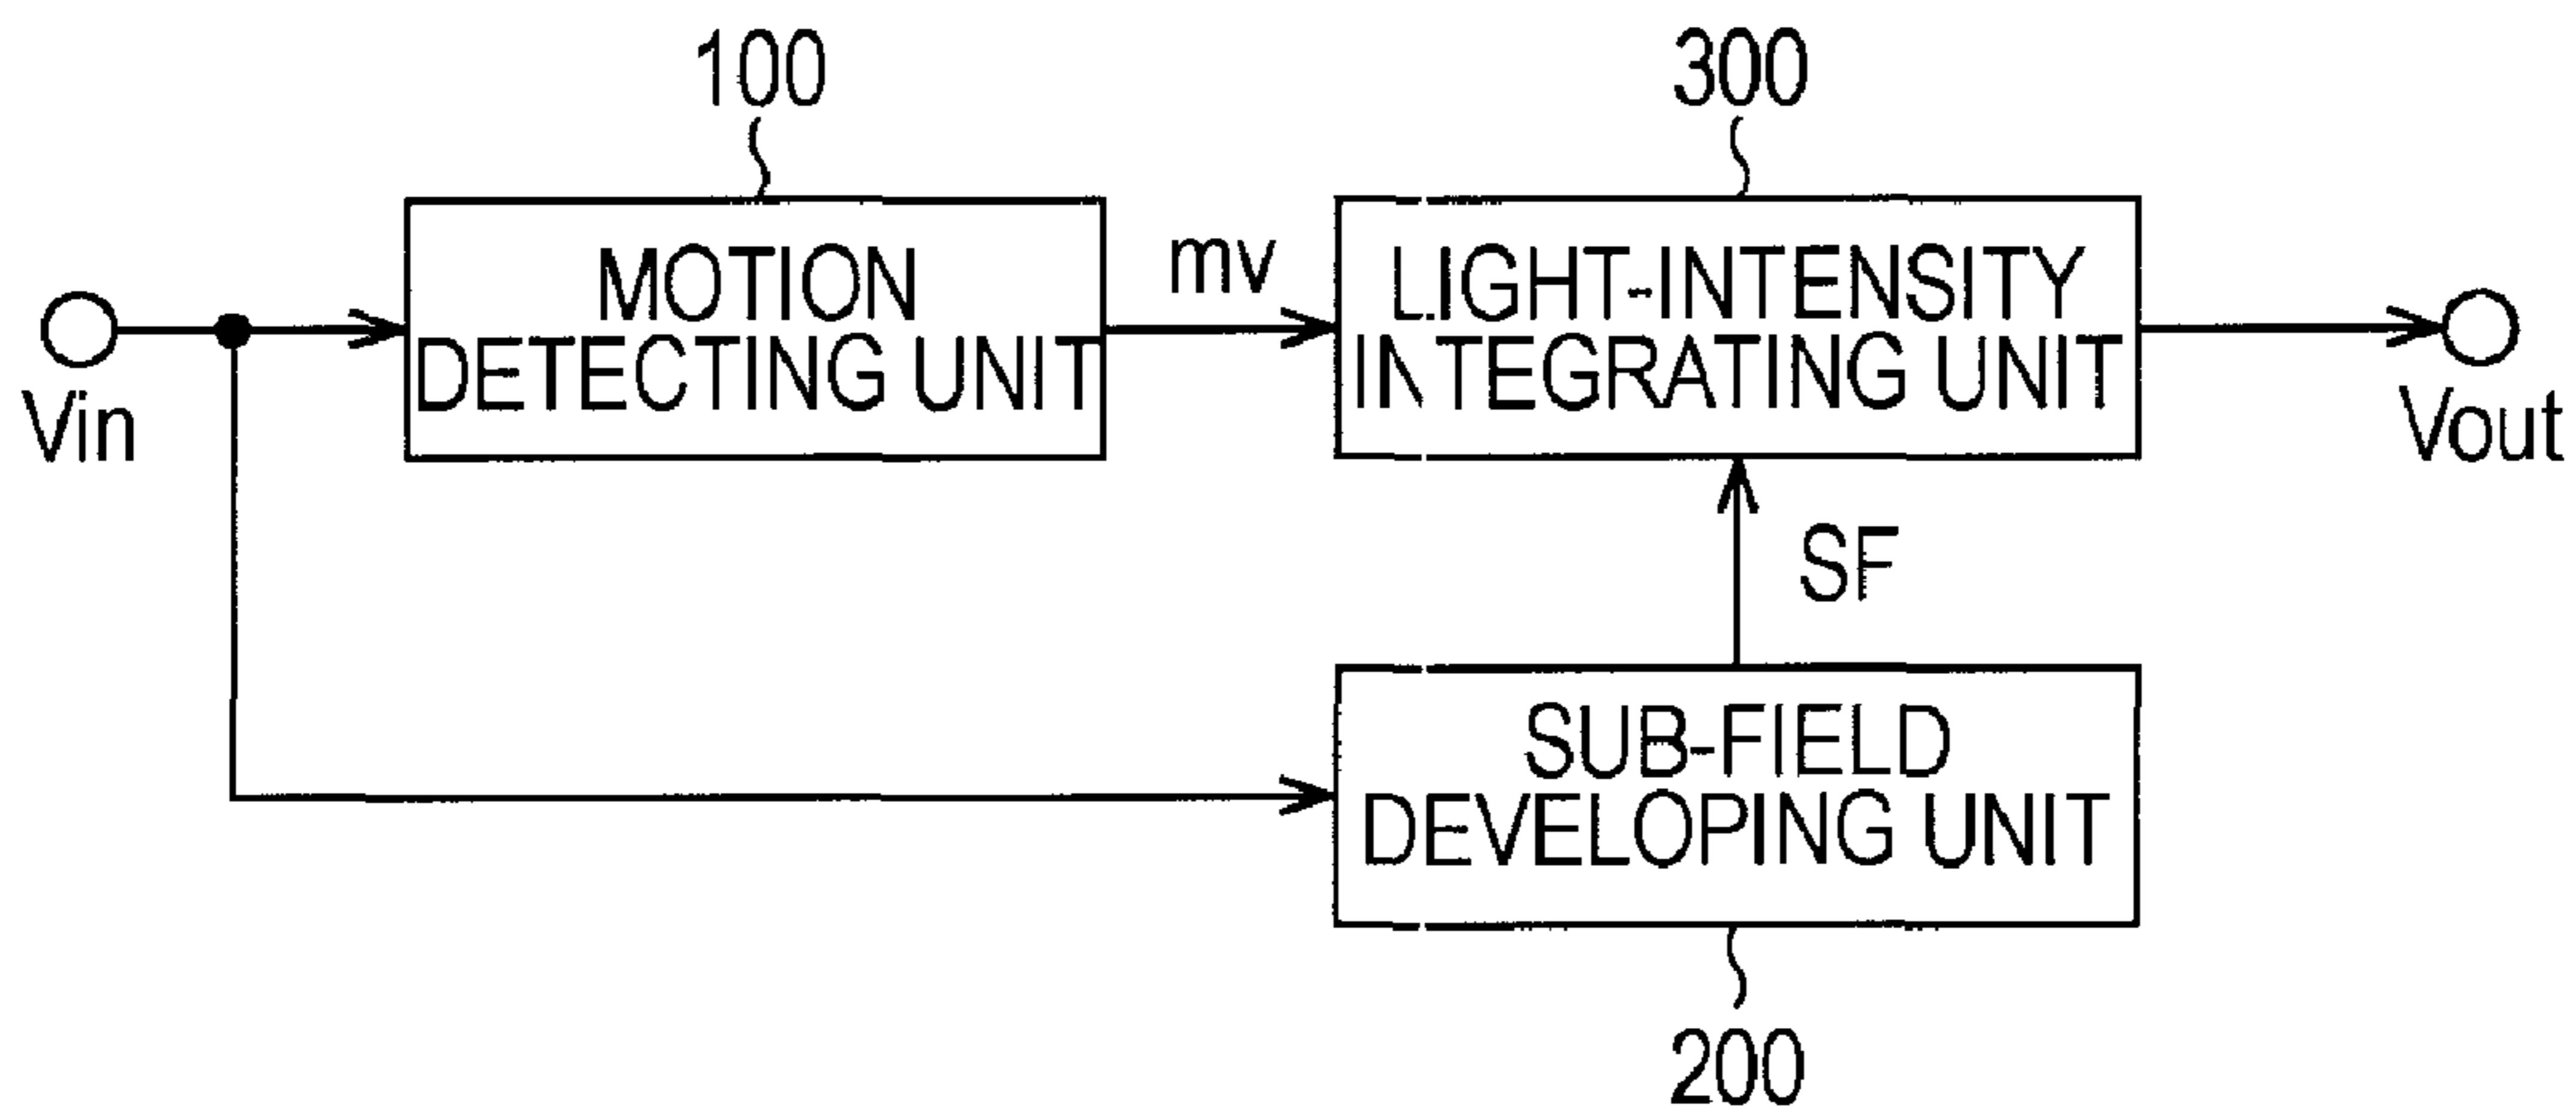 100
300
MOTION
DETECTING UNIT
mv
LIGHT-INTENSITY
INTEGRATING UNIT
Vin
Vout
SF
SUB-FIELD
DEVELOPING UNIT
200